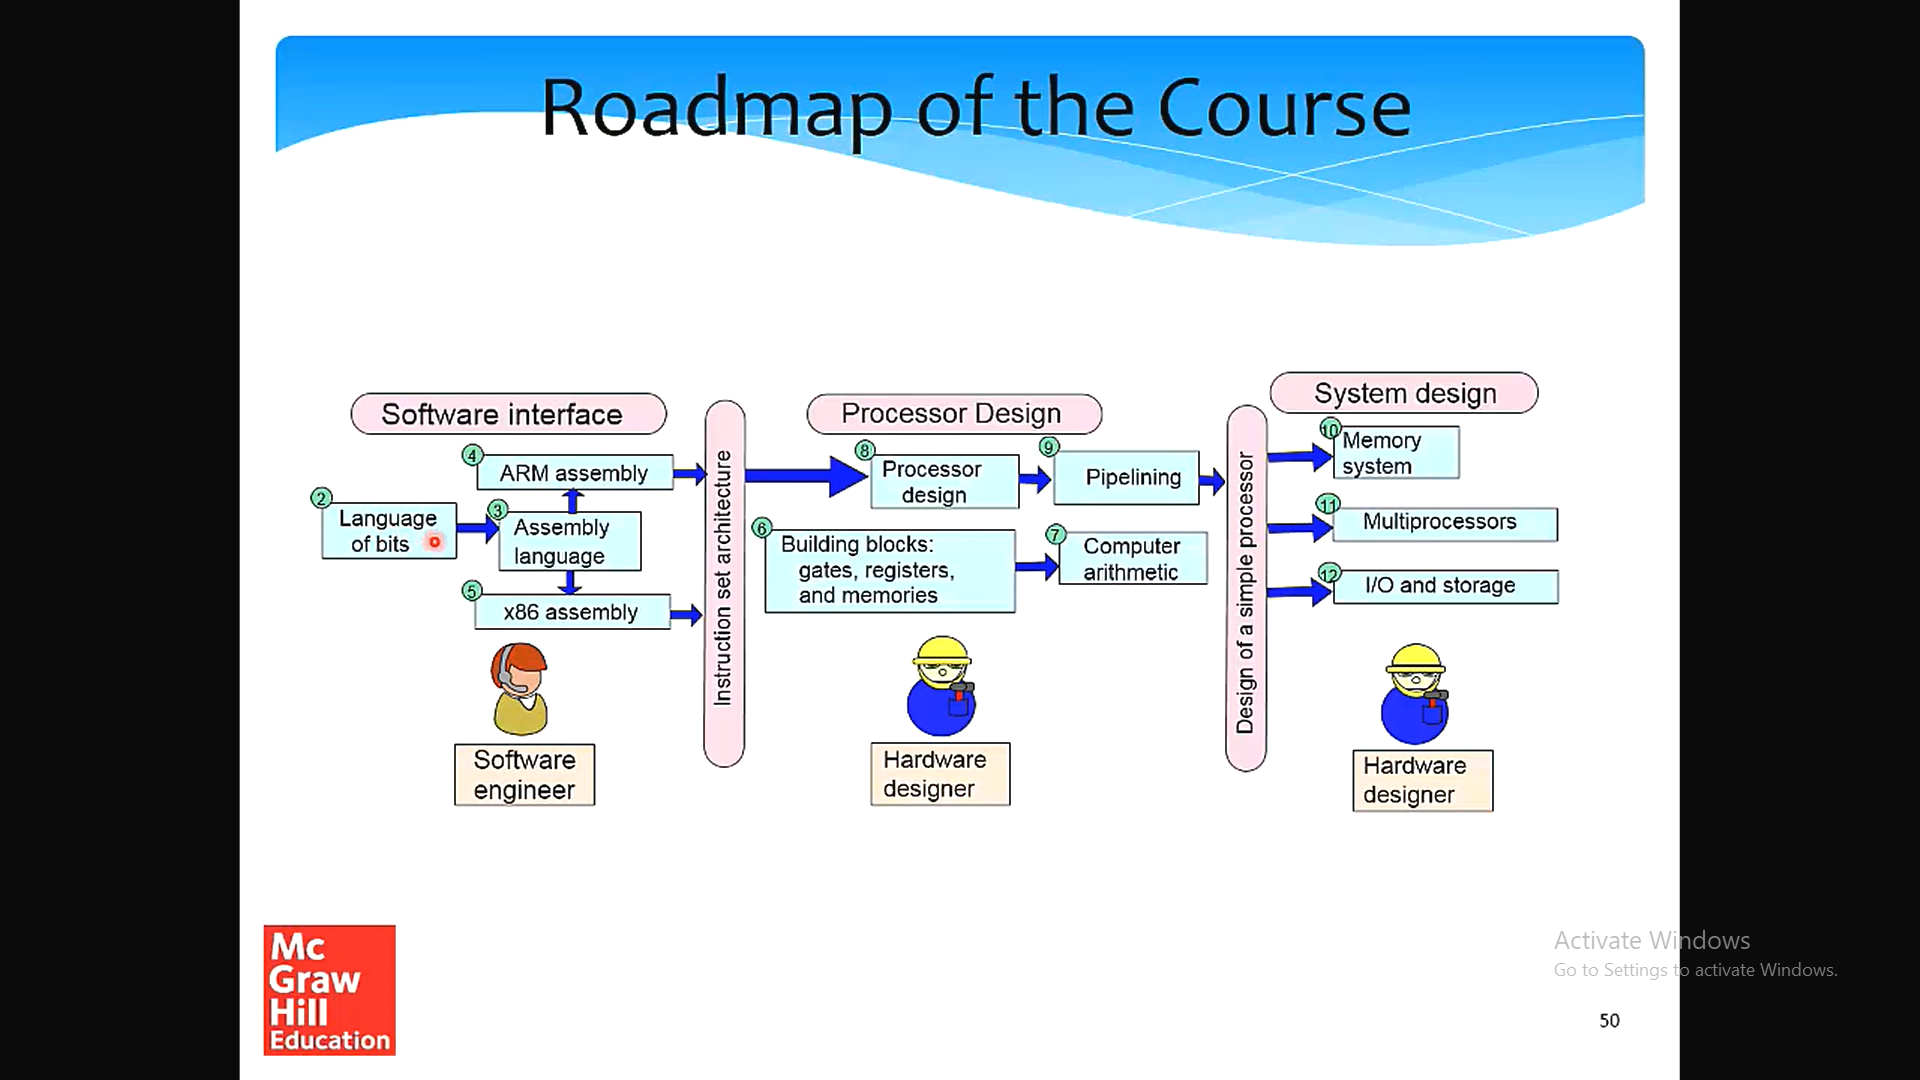 Roadmap of the Course
Software interface
4
ARM assembly
2
Language
of bits
3
Assembly
language
5
x86 assembly
Software
engineer
Instruction set architecture
Processor Design
8
Processor
design
9
Pipelining
6
Building blocks:
gates, registers,
and memories
7
Computer
arithmetic
Hardware
designer
Design of a simple processor
System design
10
Memory
system
11
Multiprocessors
12
I/O and storage
Hardware
designer
Mc
Graw
Hill
Education
Activate Windows
Go to Settings to activate Windows.
50